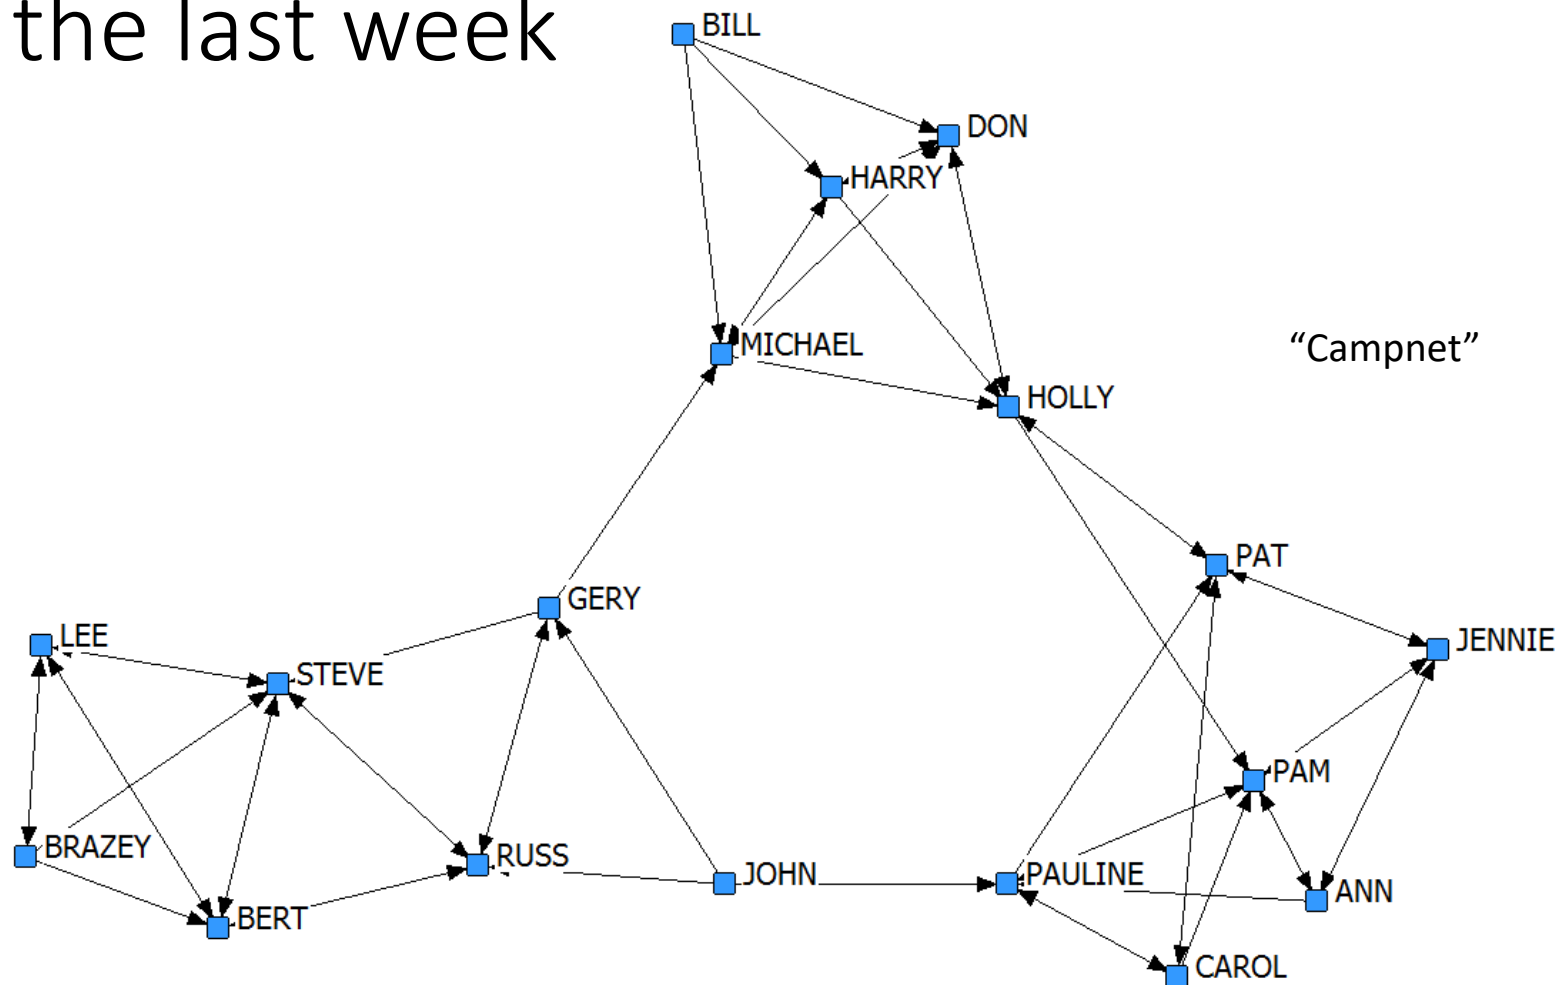 the last week
BILL
DON
HARRY
MICHAEL
“Campnet”
HOLLY
PAT
GERY
LEE
JENNIE
STEVE
PAM
BRAZEY
RUSS
JOHN
PAULINE
ANN
BERT
CAROL